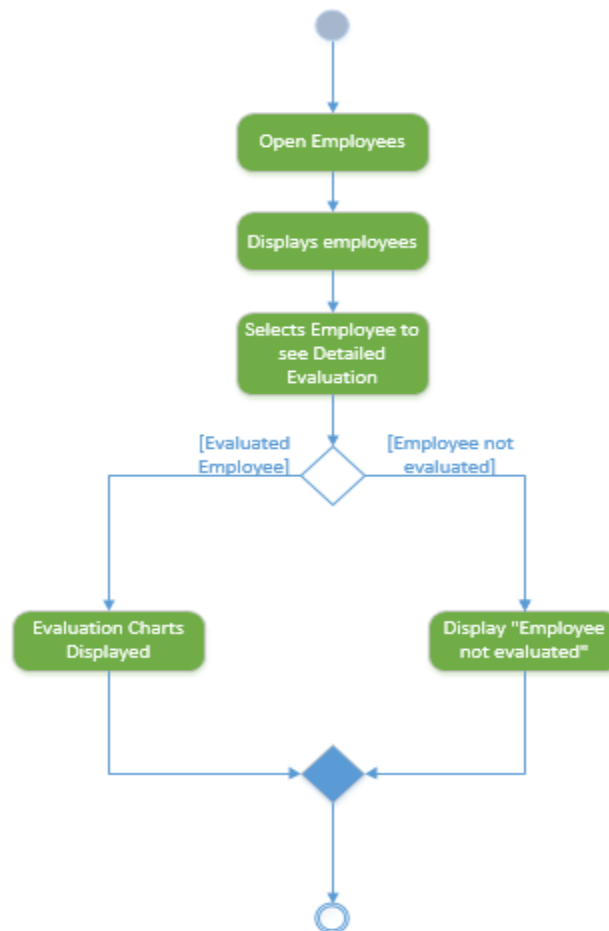 Open Employees
Displays employees
Selects Employee to
see Detailed
Evaluation
[Evaluated
Employee]
[Employee not
evaluated]
Evaluation Charts
Displayed
Display "Employee
not evaluated"